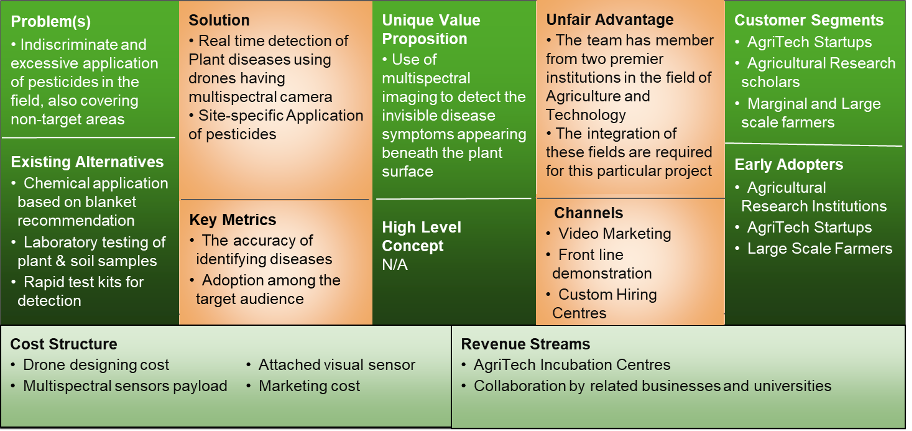 Problem(s)
• Indiscriminate and
excessive application
of pesticides in the
field, also covering
non-target areas
Existing Alternatives
• Chemical application
based on blanket
recommendation
• Laboratory testing of
plant & soil samples
• Rapid test kits for
detection
Solution
• Real time detection of
Plant diseases using
drones having
multispectral camera
• Site-specific Application
of pesticides
Key Metrics
• The accuracy of
identifying diseases
• Adoption among the
target audience
Unique Value
Proposition
• Use of
multispectral
imaging to detect the
invisible disease
symptoms appearing
beneath the plant
surface
High Level
Concept
N/A
Unfair Advantage
• The team has member
from two premier
institutions in the field of
Agriculture and
Technology
• The integration of
these fields are required
for this particular project
Channels
• Video Marketing
• Front line
demonstration
• Custom Hiring
Centres
Customer Segments
• AgriTech Startups
• Agricultural Research
scholars
• Marginal and Large
scale farmers
Early Adopters
• Agricultural
Research Institutions
• AgriTech Startups
• Large Scale Farmers
Cost Structure
• Drone designing cost
• Multispectral sensors payload
• Attached visual sensor
• Marketing cost
Revenue Streams
• AgriTech Incubation Centres
• Collaboration by related businesses and universities